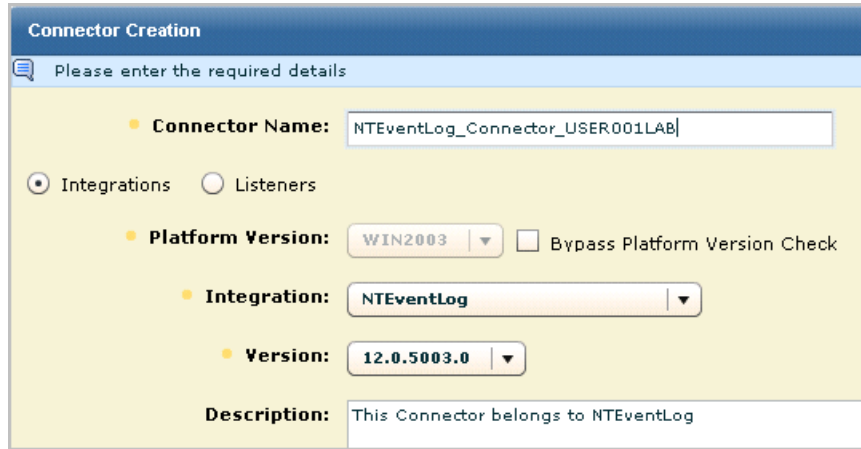 Connector Creation
Please enter the required details
Connector Name: NTEventLog_Connector_USER001LAB
Integrations Listeners
Platform Version: WIN2003 Bypass Platform Version Check
Integration: NTEventLog
Version: 12.0.5003.0
Description: This Connector belongs to NTEventLog